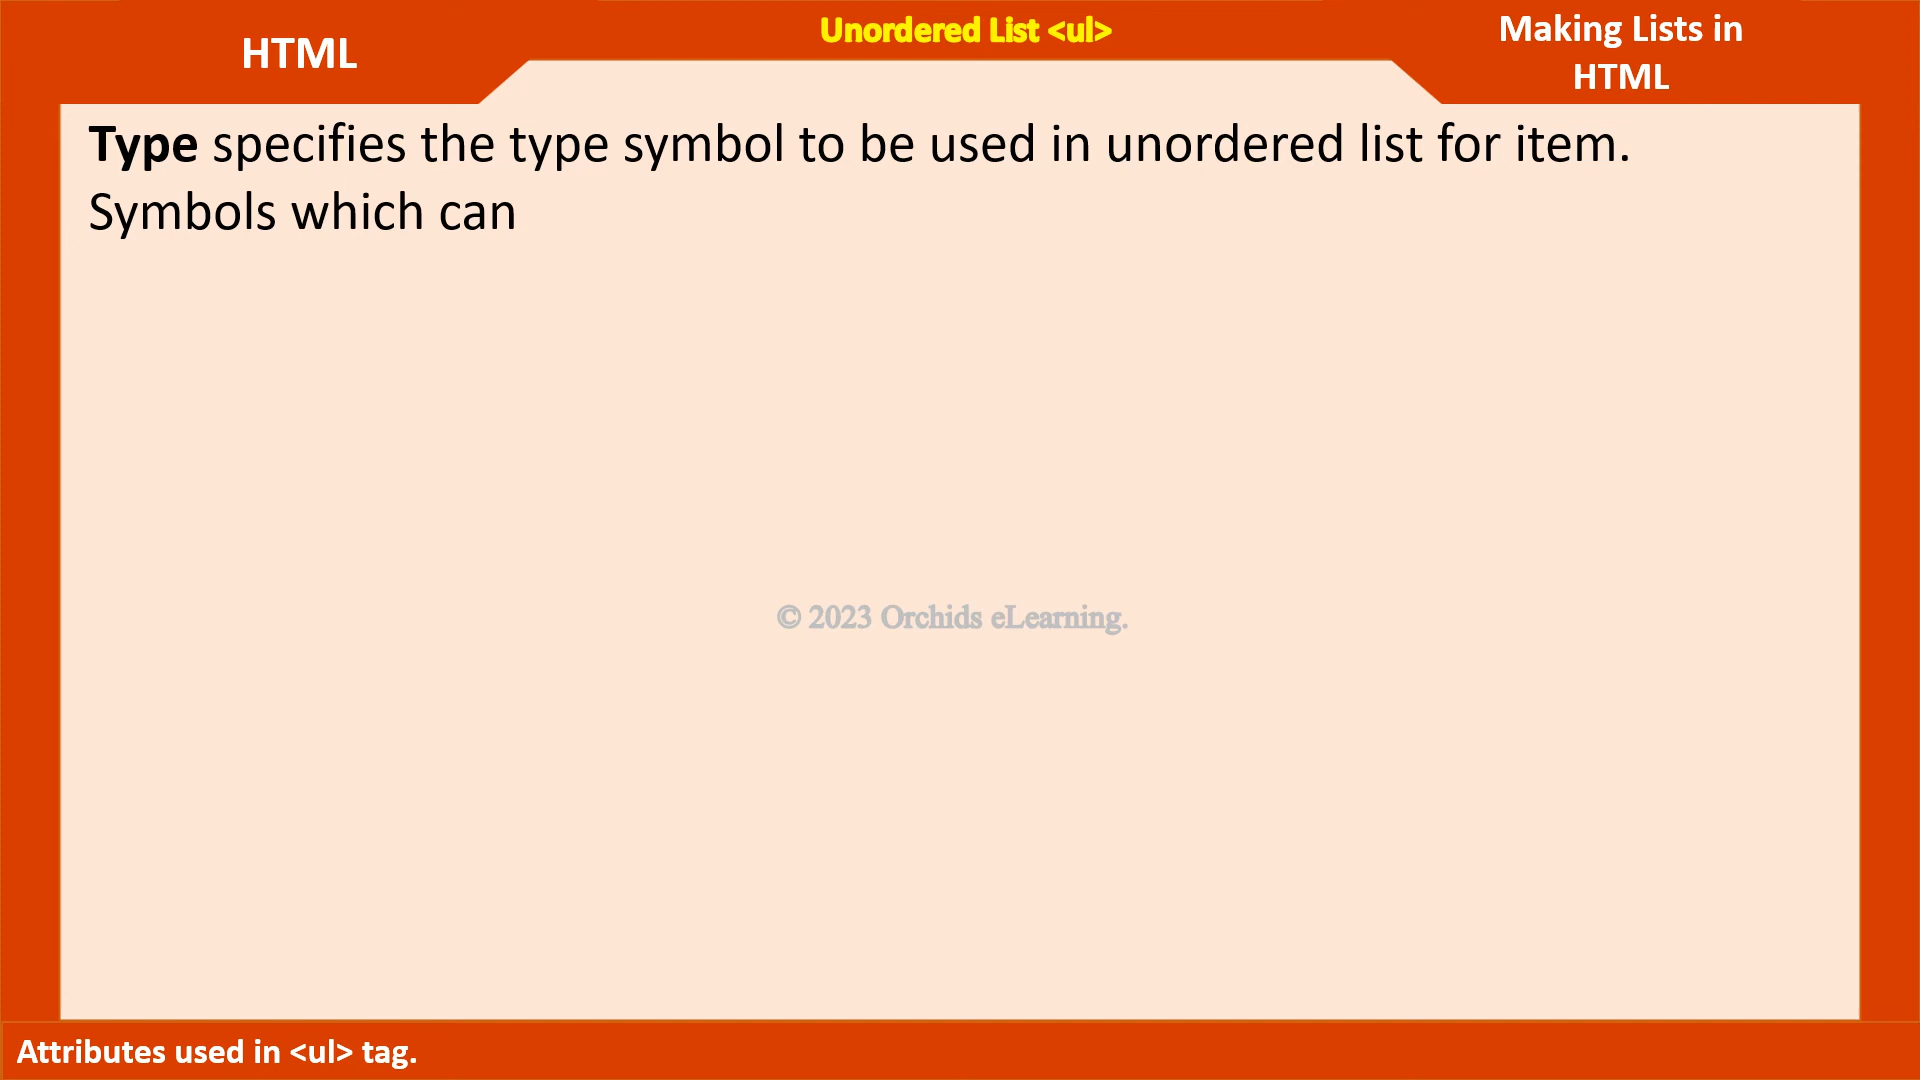 HTML
Unordered List <ul>
Making Lists in
HTML
Type specifies the type symbol to be used in unordered list for item.
Symbols which can
© 2023 Orchids eLearning.
Attributes used in <ul> tag.